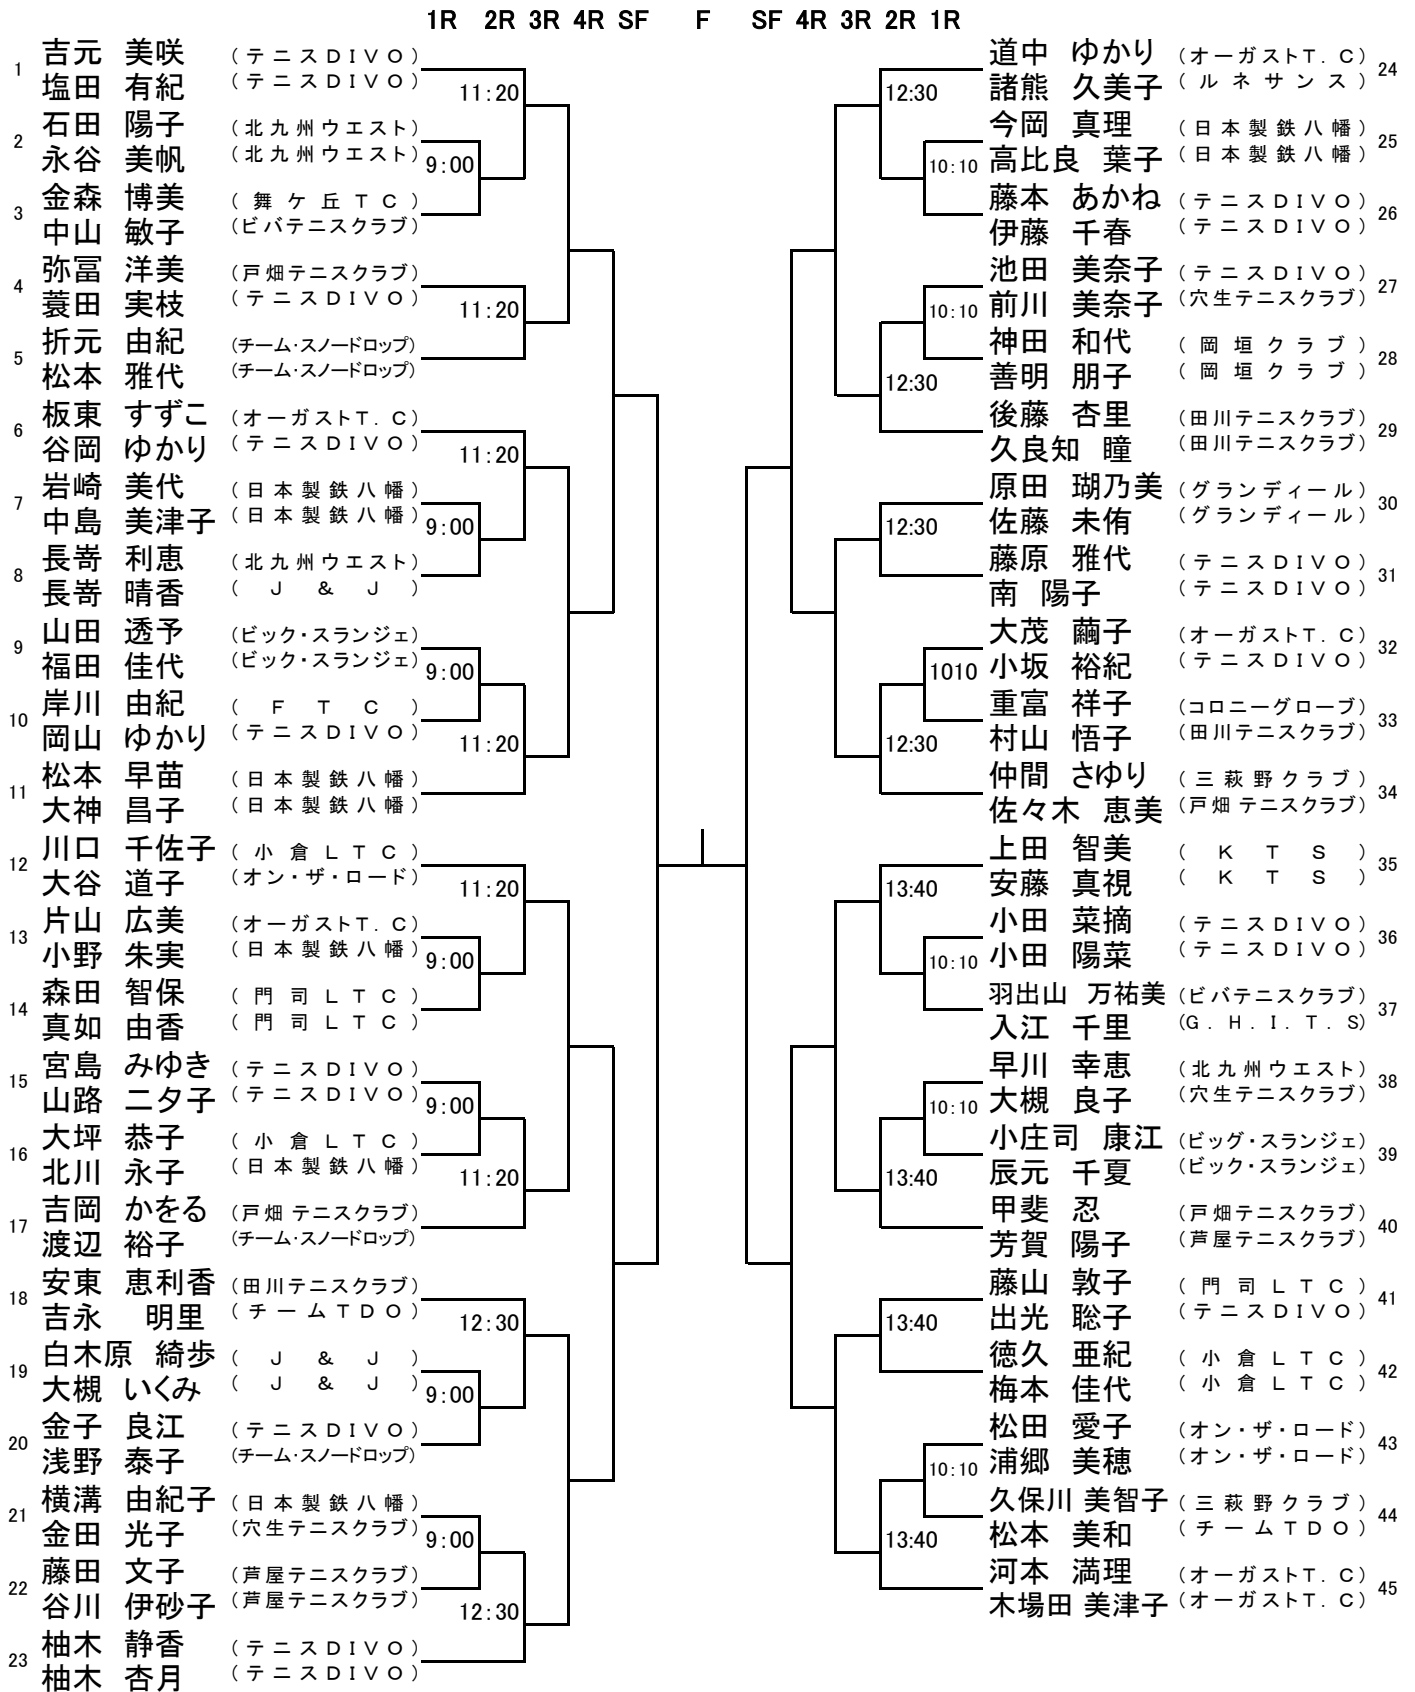 1R 2R 3R 4R SF F SF 4R 3R 2R 1R
1 吉元 美咲 (テニスDIVO)
塩田 有紀 (テニスDIVO)
11:20
2 石田 陽子 (北九州ウエスト)
永谷 美帆 (北九州ウエスト)
9:00
3 金森 博美 (舞ケ丘TC)
中山 敏子 (ビバテニスクラブ)
4 弥冨 洋美 (戸畑テニスクラブ)
蓑田 実枝 (テニスDIVO)
11:20
5 折元 由紀 (チーム・スノードロップ)
松本 雅代 (チーム・スノードロップ)
6 板東 すずこ (オーガストT.C)
谷岡 ゆかり (テニスDIVO)
11:20
7 岩崎 美代 (日本製鉄八幡)
中島 美津子 (日本製鉄八幡)
9:00
8 長嵜 利恵 (北九州ウエスト)
長嵜 晴香 (J&J)
9 山田 透予 (ビック・スランジェ)
福田 佳代 (ビック・スランジェ)
9:00
10 岸川 由紀 (FTC)
岡山 ゆかり (テニスDIVO)
11:20
11 松本 早苗 (日本製鉄八幡)
大神 昌子 (日本製鉄八幡)
12 川口 千佐子 (小倉LTC)
大谷 道子 (オン・ザ・ロード)
11:20
13 片山 広美 (オーガストT.C)
小野 朱実 (日本製鉄八幡)
9:00
14 森田 智保 (門司LTC)
真如 由香 (門司LTC)
15 宮島 みゆき (テニスDIVO)
山路 二夕子 (テニスDIVO)
9:00
16 大坪 恭子 (小倉LTC)
北川 永子 (日本製鉄八幡)
11:20
17 吉岡 かをる (戸畑テニスクラブ)
渡辺 裕子 (チーム・スノードロップ)
18 安東 恵利香 (田川テニスクラブ)
吉永 明里 (チームTDO)
12:30
19 白木原 綺歩 (J&J)
大槻 いくみ (J&J)
9:00
20 金子 良江 (テニスDIVO)
浅野 泰子 (チーム・スノードロップ)
21 横溝 由紀子 (日本製鉄八幡)
金田 光子 (穴生テニスクラブ)
9:00
22 藤田 文子 (芦屋テニスクラブ)
谷川 伊砂子 (芦屋テニスクラブ)
12:30
23 柚木 静香 (テニスDIVO)
柚木 杏月 (テニスDIVO)
道中 ゆかり (オーガストT.C) 24
諸熊 久美子 (ルネサンス)
12:30
今岡 真理 (日本製鉄八幡) 25
高比良 葉子 (日本製鉄八幡)
10:10
藤本 あかね (テニスDIVO) 26
伊藤 千春 (テニスDIVO)
池田 美奈子 (テニスDIVO) 27
前川 美奈子 (穴生テニスクラブ)
10:10
神田 和代 (岡垣クラブ) 28
善明 朋子 (岡垣クラブ)
12:30
後藤 杏里 (田川テニスクラブ) 29
久良知 瞳 (田川テニスクラブ)
原田 瑚乃美 (グランディール) 30
佐藤 未侑 (グランディール)
12:30
藤原 雅代 (テニスDIVO) 31
南 陽子 (テニスDIVO)
大茂 繭子 (オーガストT.C) 32
小坂 裕紀 (テニスDIVO)
1010
重富 祥子 (コロニーグローブ) 33
村山 悟子 (田川テニスクラブ)
12:30
仲間 さゆり (三萩野クラブ) 34
佐々木 恵美 (戸畑テニスクラブ)
上田 智美 (KTS) 35
安藤 真視 (KTS)
13:40
小田 菜摘 (テニスDIVO) 36
小田 陽菜 (テニスDIVO)
10:10
羽出山 万祐美 (ビバテニスクラブ) 37
入江 千里 (G.H.I.T.S)
早川 幸恵 (北九州ウエスト) 38
大槻 良子 (穴生テニスクラブ)
10:10
小庄司 康江 (ビッグ・スランジェ) 39
辰元 千夏 (ビック・スランジェ)
13:40
甲斐 忍 (戸畑テニスクラブ) 40
芳賀 陽子 (芦屋テニスクラブ)
藤山 敦子 (門司LTC) 41
出光 聡子 (テニスDIVO)
13:40
徳久 亜紀 (小倉LTC) 42
梅本 佳代 (小倉LTC)
松田 愛子 (オン・ザ・ロード) 43
浦郷 美穂 (オン・ザ・ロード)
10:10
久保川 美智子 (三萩野クラブ) 44
松本 美和 (チームTDO)
13:40
河本 満理 (オーガストT.C) 45
木場田 美津子 (オーガストT.C)